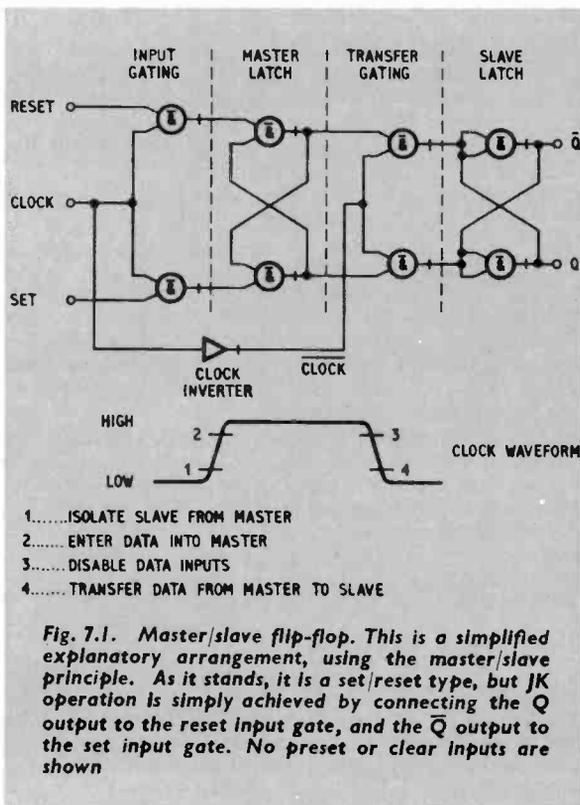 INPUT GATING
MASTER LATCH
TRANSFER GATING
SLAVE LATCH
RESET
&
&
&
&
Q̄
CLOCK
&
&
&
&
Q
SET
CLOCK INVERTER
C̅L̅O̅C̅K̅
HIGH
2
3
CLOCK WAVEFORM
1
4
LOW
1.......ISOLATE SLAVE FROM MASTER
2....... ENTER DATA INTO MASTER
3....... DISABLE DATA INPUTS
4....... TRANSFER DATA FROM MASTER TO SLAVE
Fig. 7.1. Master/slave flip-flop. This is a simplified
explanatory arrangement, using the master/slave
principle. As it stands, it is a set/reset type, but JK
operation is simply achieved by connecting the Q
output to the reset input gate, and the Q̄ output to
the set input gate. No preset or clear inputs are
shown